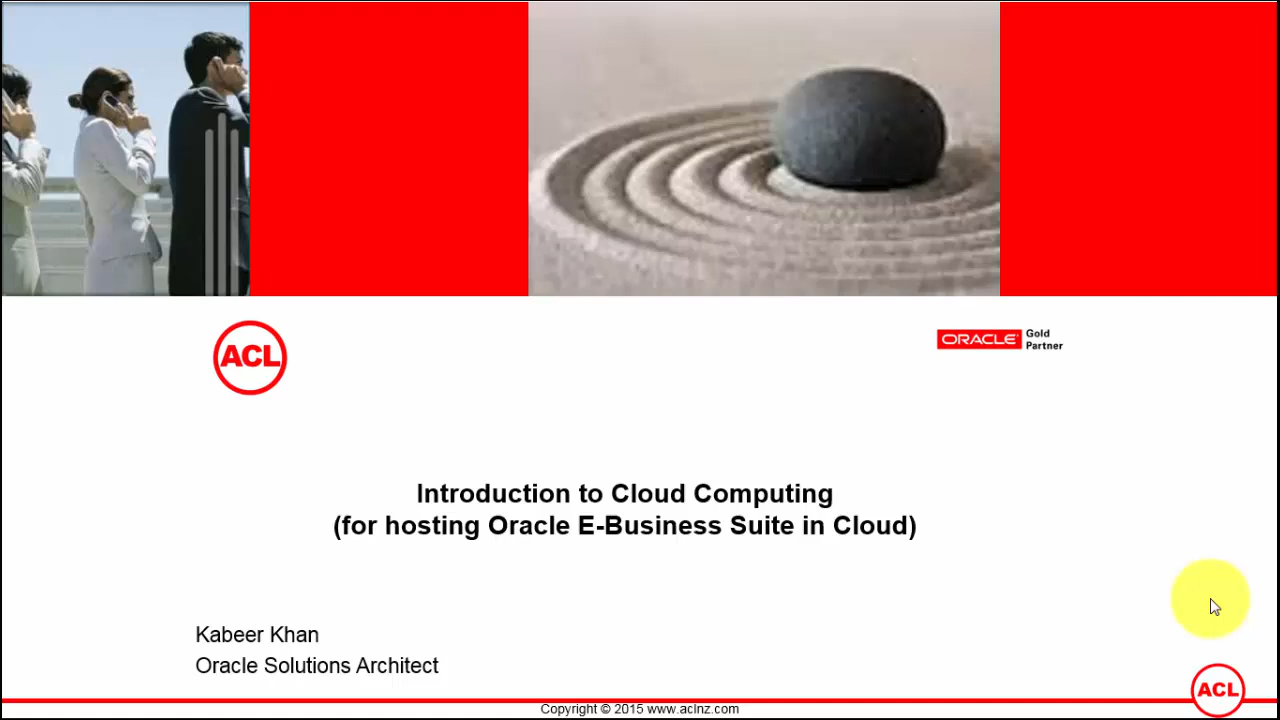 ACL
ORACLE Gold
Partner
Introduction to Cloud Computing
(for hosting Oracle E-Business Suite in Cloud)
Kabeer Khan
Oracle Solutions Architect
ACL
Copyright © 2015 www.aclnz.com